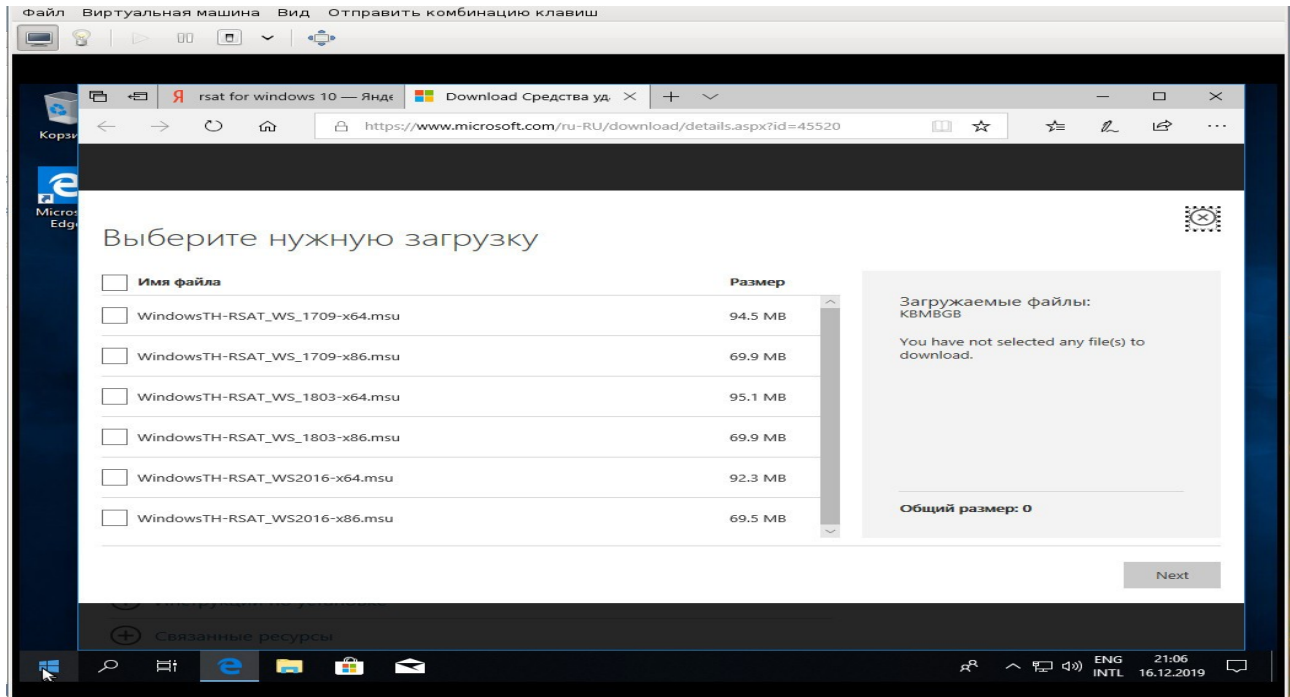 Файл Виртуальная машина Вид Отправить комбинацию клавиш
rsat for windows 10 — Янде
Download Средства уд.
Корзи
https://www.microsoft.com/ru-RU/download/details.aspx?id=45520
Micros
Edge
Выберите нужную загрузку
Имя файла Размер
WindowsTH-RSAT_WS_1709-x64.msu 94.5 MB
WindowsTH-RSAT_WS_1709-x86.msu 69.9 MB
WindowsTH-RSAT_WS_1803-x64.msu 95.1 MB
WindowsTH-RSAT_WS_1803-x86.msu 69.9 MB
WindowsTH-RSAT_WS2016-x64.msu 92.3 MB
WindowsTH-RSAT_WS2016-x86.msu 69.5 MB
Загружаемые файлы:
KBMBGB
You have not selected any file(s) to
download.
Общий размер: 0
Next
Инструкции по установке
Связанные ресурсы
ENG
INTL
21:06
16.12.2019